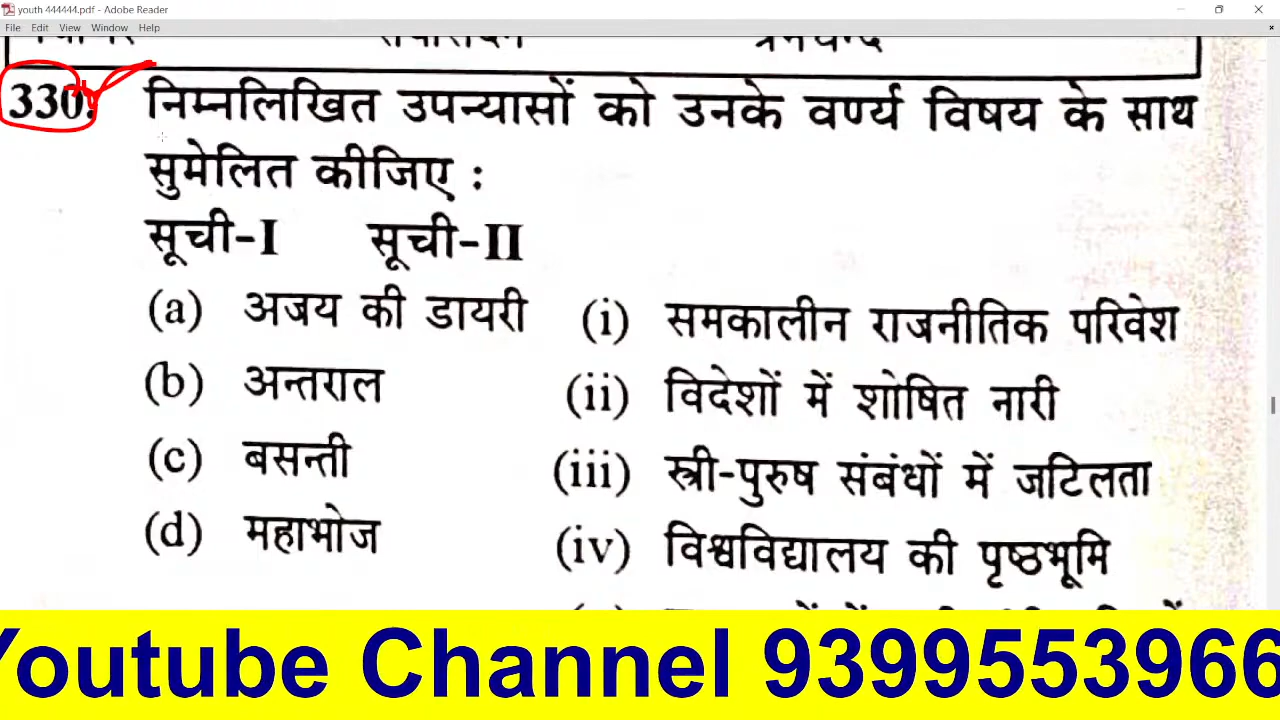 youth 444444.pdf - Adobe Reader
File Edit View Window Help
330. निम्नलिखित उपन्यासों को उनके वर्ण्य विषय के साथ
सुमेलित कीजिए :
सूची-I सूची-II
(a) अजय की डायरी (i) समकालीन राजनीतिक परिवेश
(b) अन्तराल (ii) विदेशों में शोषित नारी
(c) बसन्ती (iii) स्त्री-पुरुष संबंधों में जटिलता
(d) महाभोज (iv) विश्वविद्यालय की पृष्ठभूमि
Youtube Channel 9399553966